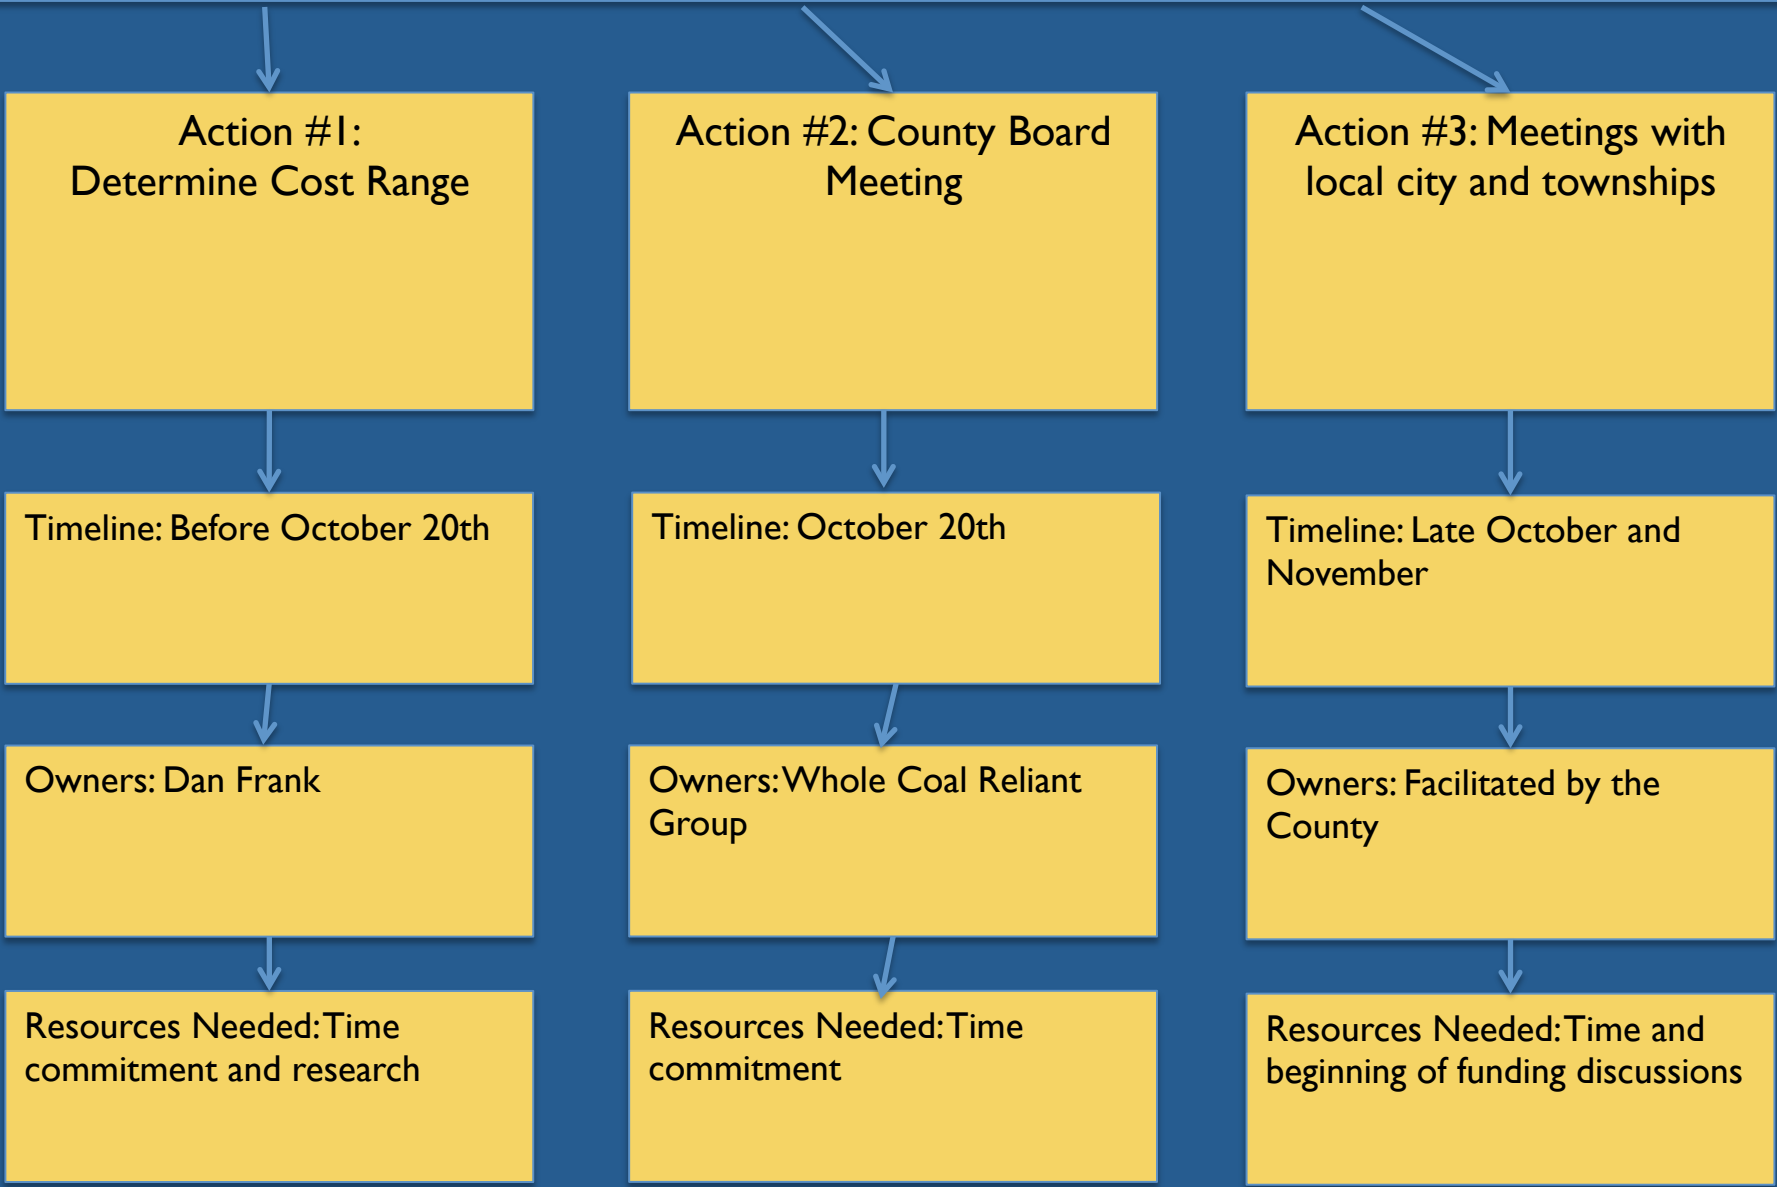 Action #1:
Determine Cost Range
Action #2: County Board
Meeting
Action #3: Meetings with
local city and townships
Timeline: Before October 20th
Timeline: October 20th
Timeline: Late October and
November
Owners: Dan Frank
Owners: Whole Coal Reliant
Group
Owners: Facilitated by the
County
Resources Needed: Time
commitment and research
Resources Needed: Time
commitment
Resources Needed: Time and
beginning of funding discussions